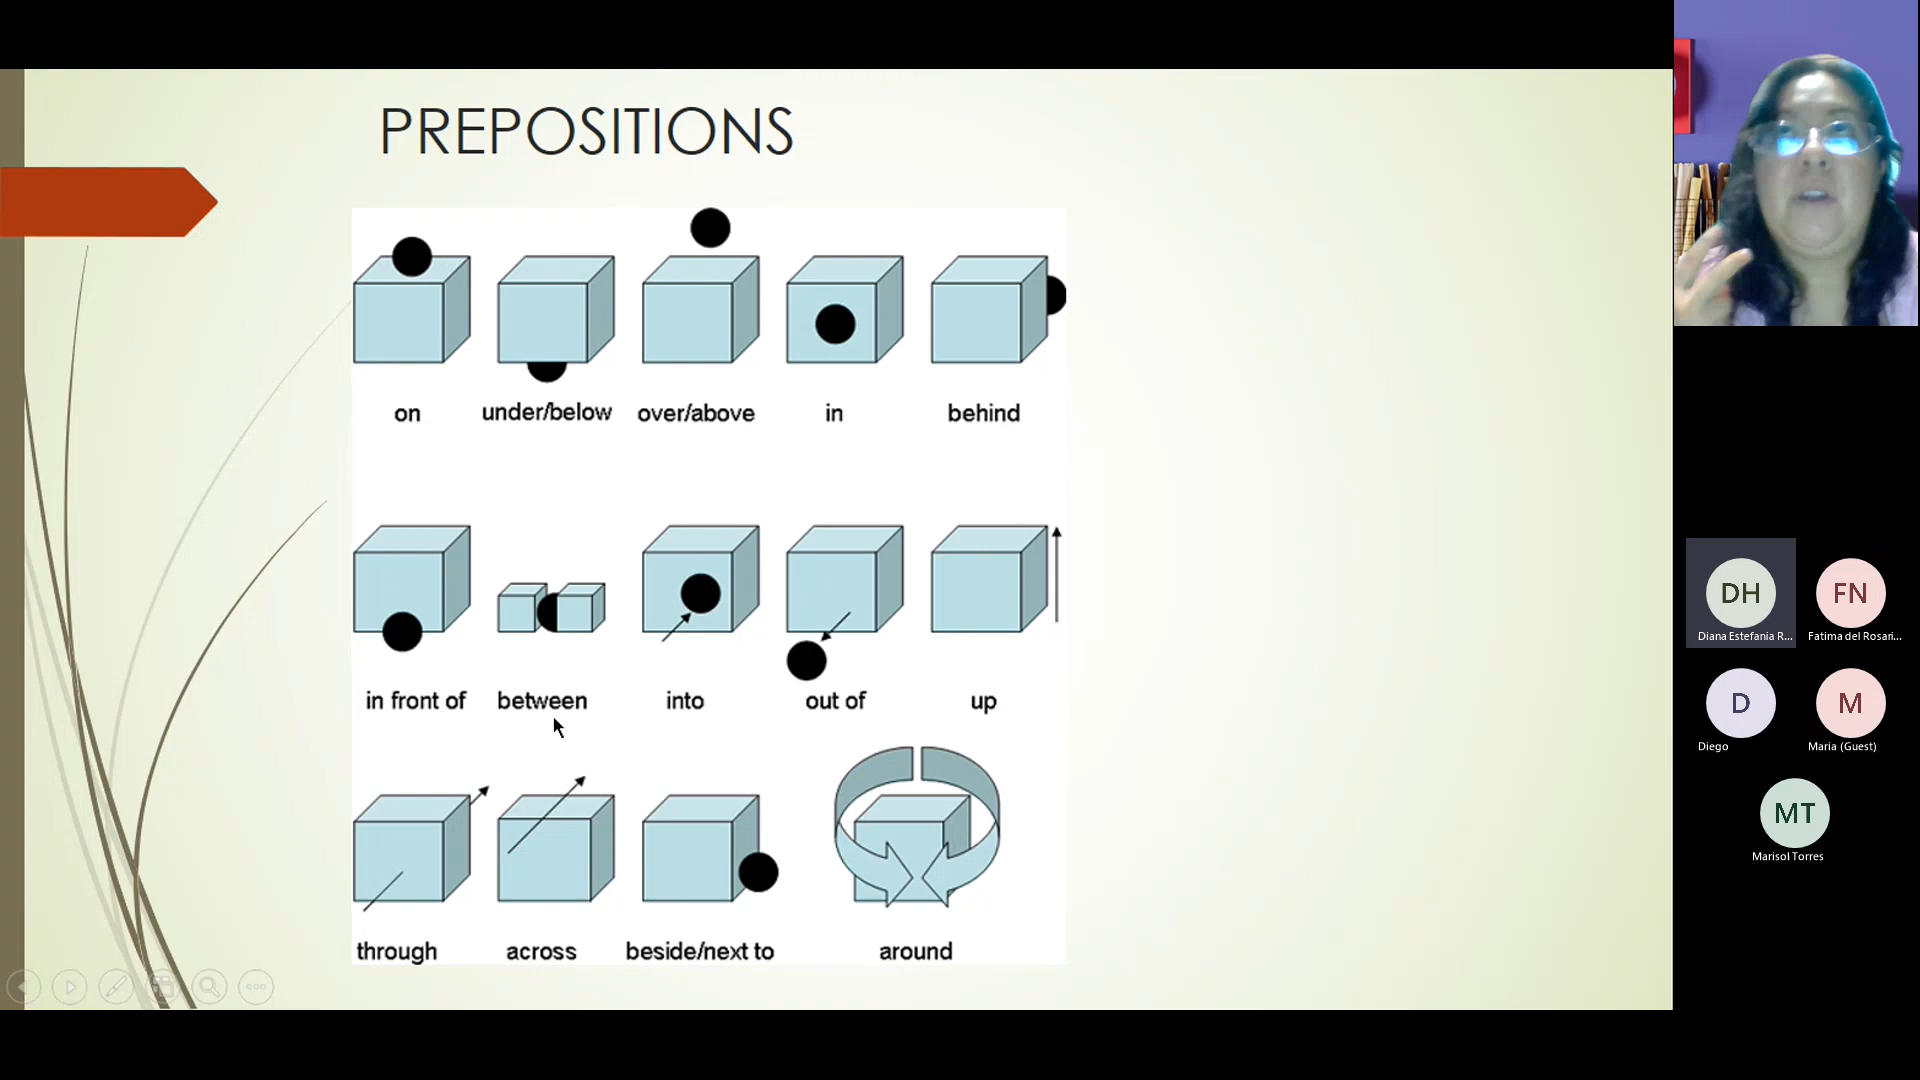 PREPOSITIONS
on under/below over/above in behind
in front of between into out of up
through across beside/next to around
DH FN
Diana Estefania R... Fatima del Rosari...
D M
Diego Maria (Guest)
MT
Marisol Torres